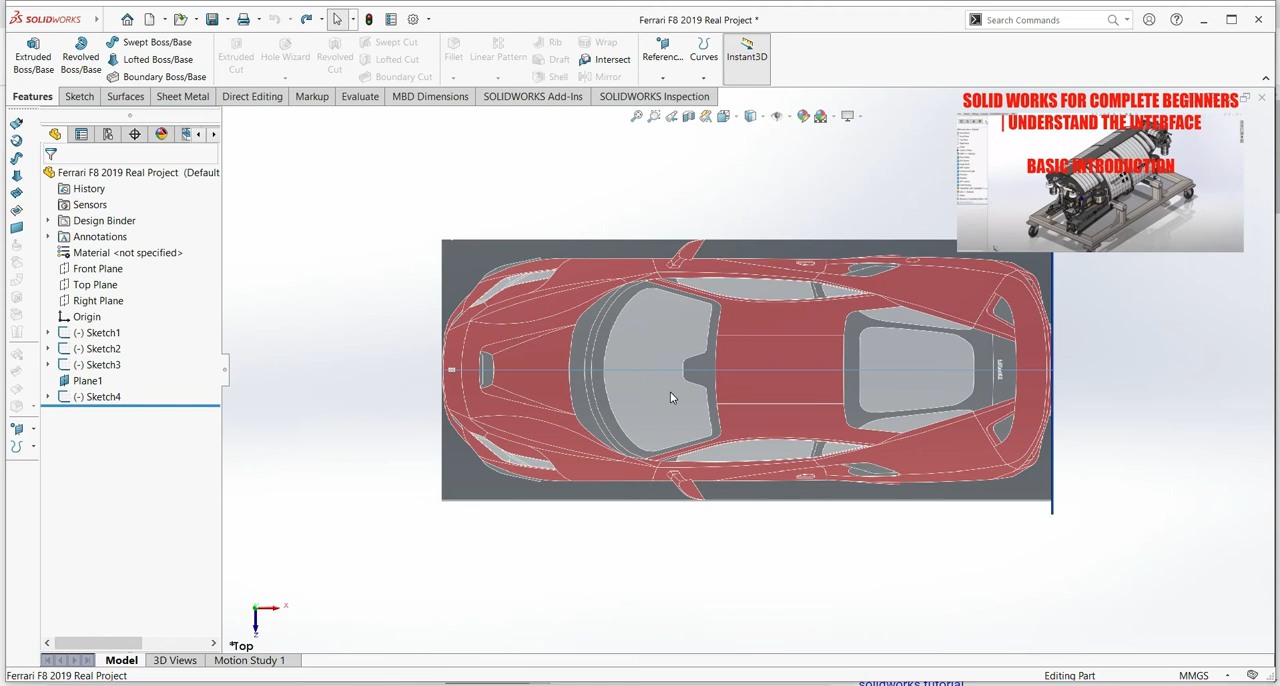 SOLIDWORKS
Ferrari F8 2019 Real Project *
Search Commands
Extruded Boss/Base
Revolved Boss/Base
Swept Boss/Base
Lofted Boss/Base
Boundary Boss/Base
Extruded Cut
Hole Wizard
Revolved Cut
Swept Cut
Lofted Cut
Boundary Cut
Fillet
Linear Pattern
Rib
Draft
Shell
Wrap
Intersect
Mirror
Referenc...
Curves
Instant3D
Features
Sketch
Surfaces
Sheet Metal
Direct Editing
Markup
Evaluate
MBD Dimensions
SOLIDWORKS Add-Ins
SOLIDWORKS Inspection
SOLID WORKS FOR COMPLETE BEGINNERS
| UNDERSTAND THE INTERFACE
BASIC INTRODUCTION
Ferrari F8 2019 Real Project (Default
History
Sensors
Design Binder
Annotations
Material <not specified>
Front Plane
Top Plane
Right Plane
Origin
(-) Sketch1
(-) Sketch2
(-) Sketch3
Plane1
(-) Sketch4
X
Z
*Top
Model
3D Views
Motion Study 1
Ferrari F8 2019 Real Project
Editing Part
MMGS
solidworks tutorial